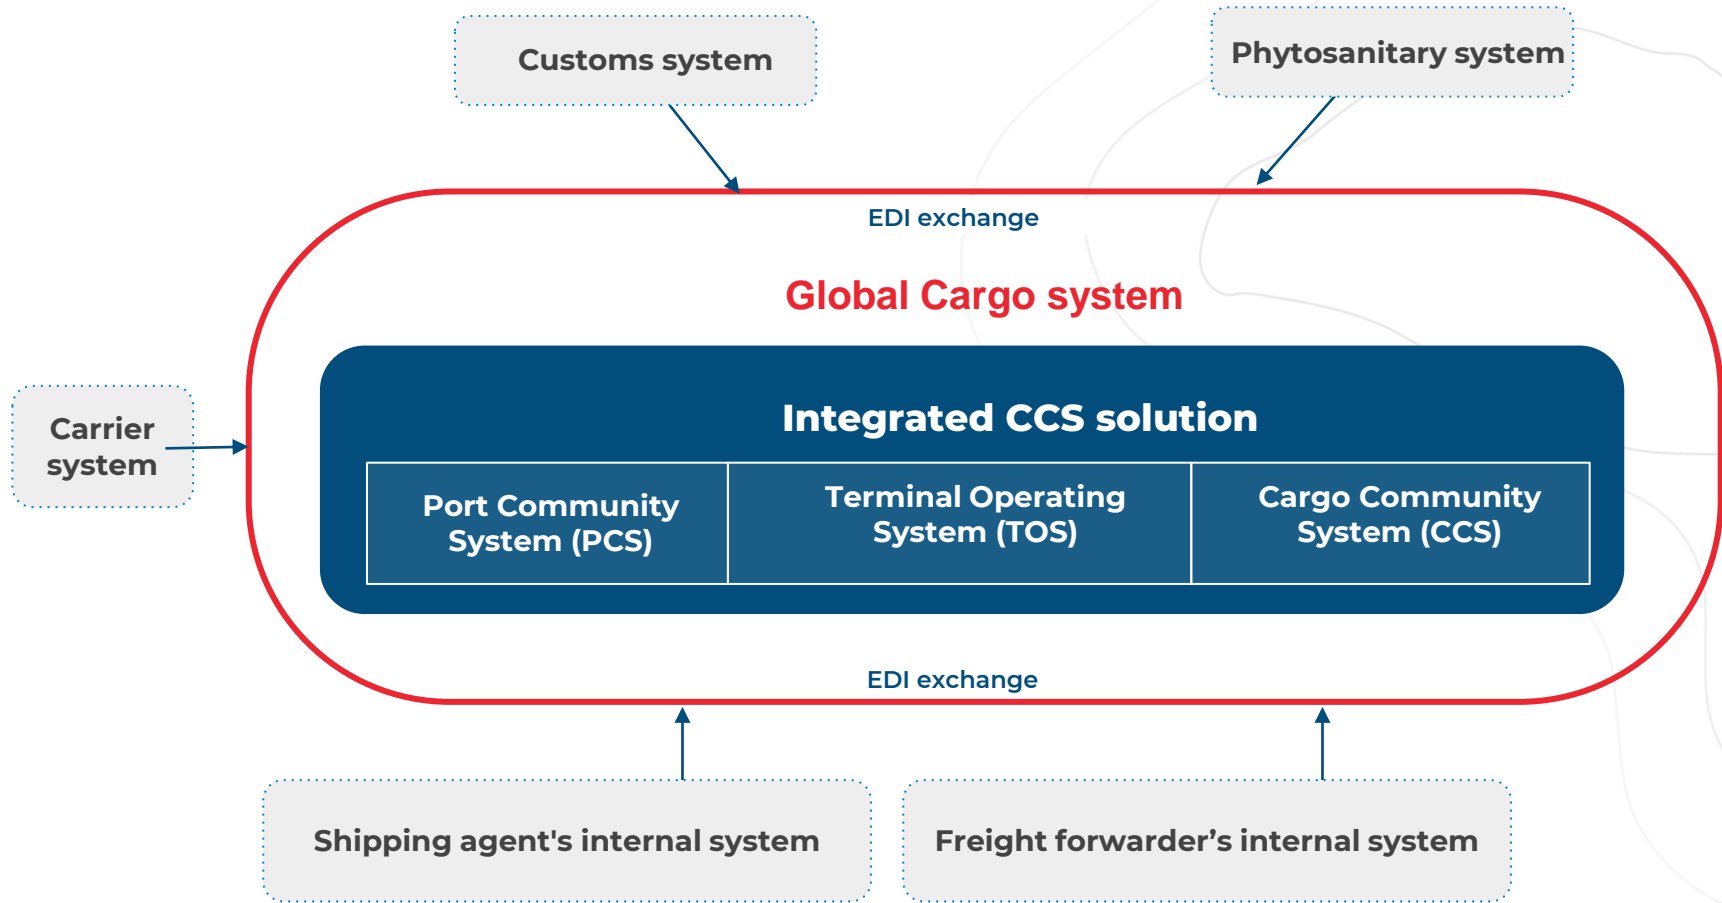 Customs system
Phytosanitary system
EDI exchange
Global Cargo system
Carrier
system
Integrated CCS solution
Port Community
System (PCS)
Terminal Operating
System (TOS)
Cargo Community
System (CCS)
EDI exchange
Shipping agent's internal system
Freight forwarder’s internal system